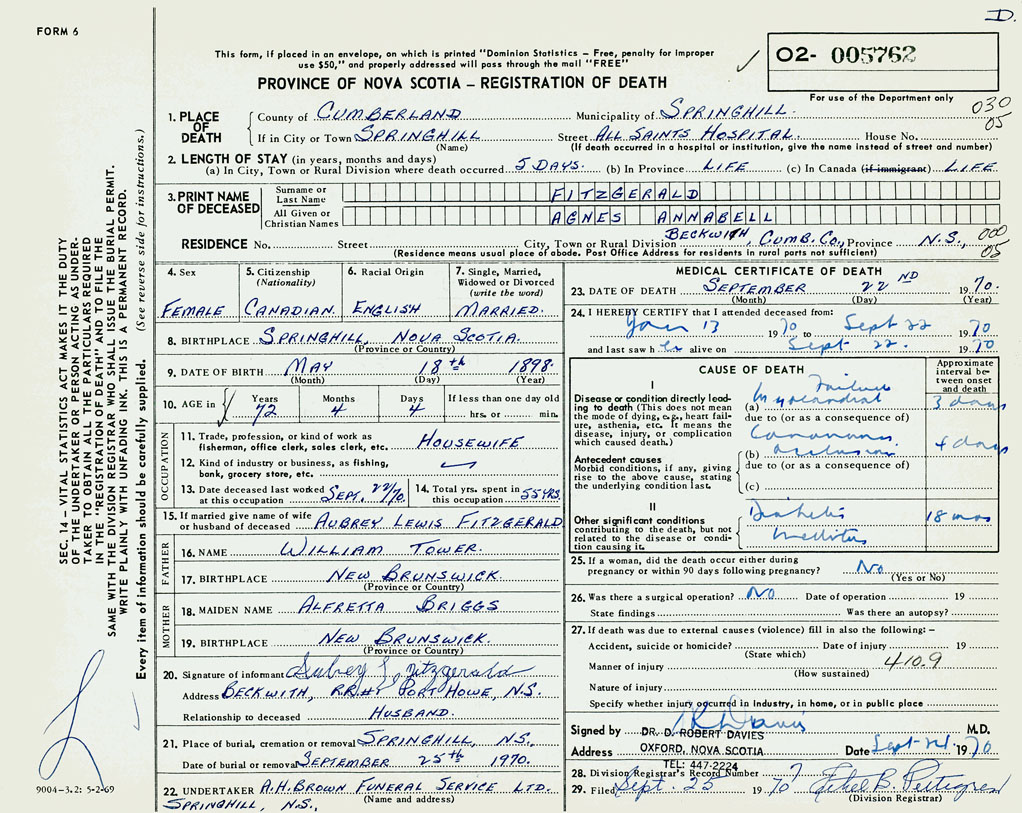 D.
FORM 6
This form, if placed in an envelope, on which is printed "Dominion Statistics – Free, penalty for improper
use $50," and properly addressed will pass through the mail "FREE"
02- 005762
PROVINCE OF NOVA SCOTIA – REGISTRATION OF DEATH
For use of the Department only
030
05
1. PLACE OF DEATH
County of CUMBERLAND Municipality of SPRINGHILL.
If in City or Town SPRINGHILL Street ALL SAINTS HOSPITAL. House No.
(Name) (If death occurred in a hospital or institution, give the name instead of street and number)
2. LENGTH OF STAY (in years, months and days)
(a) In City, Town or Rural Division where death occurred 5 DAYS. (b) In Province LIFE (c) In Canada (if immigrant) LIFE
3. PRINT NAME OF DECEASED
Surname or Last Name FITZGERALD
All Given or Christian Names AGNES ANNABELL
RESIDENCE No. Street City, Town or Rural Division BECKWITH, CUMB. CO., Province N.S.,
000
05
(Residence means usual place of abode. Post Office Address for residents in rural parts not sufficient)
SEC. 14 – VITAL STATISTICS ACT MAKES IT THE DUTY
OF THE UNDERTAKER OR PERSON ACTING AS UNDER-
TAKER TO OBTAIN ALL THE PARTICULARS REQUIRED
IN THE "REGISTRATION OF DEATH" AND TO FILE THE
SAME WITH THE DIVISION REGISTRAR WHO SHALL ISSUE THE BURIAL PERMIT.
WRITE PLAINLY WITH UNFADING INK. THIS IS A PERMANENT RECORD.
Every item of information should be carefully supplied. (See reverse side for instructions.)
4. Sex
FEMALE
5. Citizenship
(Nationality)
CANADIAN.
6. Racial Origin
ENGLISH
7. Single, Married,
Widowed or Divorced
(write the word)
MARRIED.
8. BIRTHPLACE SPRINGHILL, NOVA SCOTIA.
(Province or Country)
9. DATE OF BIRTH MAY 18th 1898.
(Month) (Day) (Year)
10. AGE in Years Months Days If less than one day old
72 4 4 hrs. or min.
OCCUPATION
11. Trade, profession, or kind of work as
fisherman, office clerk, sales clerk, etc. HOUSEWIFE
12. Kind of industry or business, as fishing,
bank, grocery store, etc.
13. Date deceased last worked
at this occupation SEPT. 22/70
14. Total yrs. spent in
this occupation 55 YRS.
15. If married give name of wife
or husband of deceased AUBREY LEWIS FITZGERALD
FATHER
16. NAME WILLIAM TOWER.
17. BIRTHPLACE NEW BRUNSWICK.
(Province or Country)
MOTHER
18. MAIDEN NAME ALFRETTA BRIGGS
19. BIRTHPLACE NEW BRUNSWICK.
(Province or Country)
20. Signature of informant Aubrey L. Fitzgerald
Address BECKWITH, RR#1 PORT HOWE, N.S.
Relationship to deceased HUSBAND.
21. Place of burial, cremation or removal SPRINGHILL, N.S.,
Date of burial or removal SEPTEMBER 25th 1970.
22. UNDERTAKER A.H. BROWN FUNERAL SERVICE LTD.
(Name and address)
SPRINGHILL, N.S.,
9004-3.2: 5-2-69
MEDICAL CERTIFICATE OF DEATH
23. DATE OF DEATH SEPTEMBER 22ND 1970.
(Month) (Day) (Year)
24. I HEREBY CERTIFY that I attended deceased from:
Jan 13 1970 to Sept 22 1970
and last saw her alive on Sept 22. 1970
CAUSE OF DEATH
Approximate interval between onset and death
I
Disease or condition directly lead-
ing to death (This does not mean
the mode of dying, e.g., heart fail-
ure, asthenia, etc. It means the
disease, injury, or complication
which caused death.)
(a) Myocardial Failure 3 days
due to (or as a consequence of)
Antecedent causes
Morbid conditions, if any, giving
rise to the above cause, stating
the underlying condition last.
(b) Coronary occlusion 4 days
due to (or as a consequence of)
(c)
II
Other significant conditions
contributing to the death, but not
related to the disease or condi-
tion causing it.
Diabetes 18 mos
Mellitus
25. If a woman, did the death occur either during
pregnancy or within 90 days following pregnancy? No
(Yes or No)
26. Was there a surgical operation? No Date of operation 19
State findings Was there an autopsy?
27. If death was due to external causes (violence) fill in also the following: –
Accident, suicide or homicide? Date of injury 19
(State which)
Manner of injury 410.9
(How sustained)
Nature of injury
Specify whether injury occurred in industry, in home, or in public place
Signed by DR. D. ROBERT DAVIES M.D.
Address OXFORD, NOVA SCOTIA Date Sept 24 1970
TEL: 447-2224
28. Division Registrar's Record Number 7
29. Filed Sept. 25 1970 Ethel B. Pettigrew
(Division Registrar)